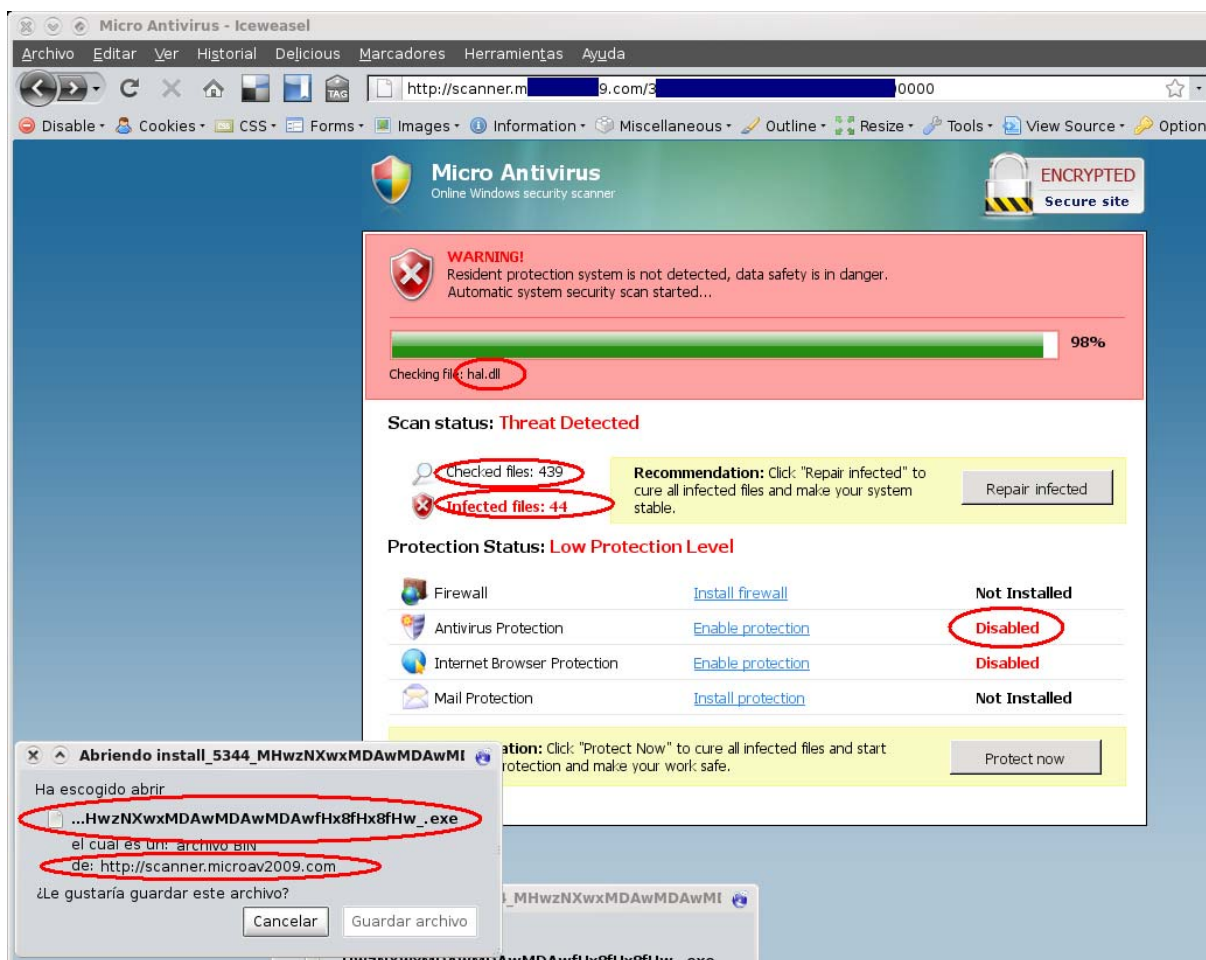 Micro Antivirus - Iceweasel
Archivo Editar Ver Historial Delicious Marcadores Herramientas Ayuda
TAG
http://scanner.m 9.com/3 0000
Disable Cookies CSS Forms Images Information Miscellaneous Outline Resize Tools View Source Option
Micro Antivirus
Online Windows security scanner
ENCRYPTED
Secure site
WARNING!
Resident protection system is not detected, data safety is in danger.
Automatic system security scan started...
98%
Checking file: hal.dll
Scan status: Threat Detected
Checked files: 439
Infected files: 44
Recommendation: Click "Repair infected" to
cure all infected files and make your system
stable.
Repair infected
Protection Status: Low Protection Level
Firewall Install firewall Not Installed
Antivirus Protection Enable protection Disabled
Internet Browser Protection Enable protection Disabled
Mail Protection Install protection Not Installed
ation: Click "Protect Now" to cure all infected files and start
rotection and make your work safe.
Protect now
Abriendo install_5344_MHwzNXwxMDAwMDAwMI
Ha escogido abrir
...HwzNXwxMDAwMDAwMDAwfHx8fHx8fHw_.exe
el cual es un: archivo BIN
de: http://scanner.microav2009.com
¿Le gustaría guardar este archivo?
Cancelar Guardar archivo
4_MHwzNXwxMDAwMDAwMI